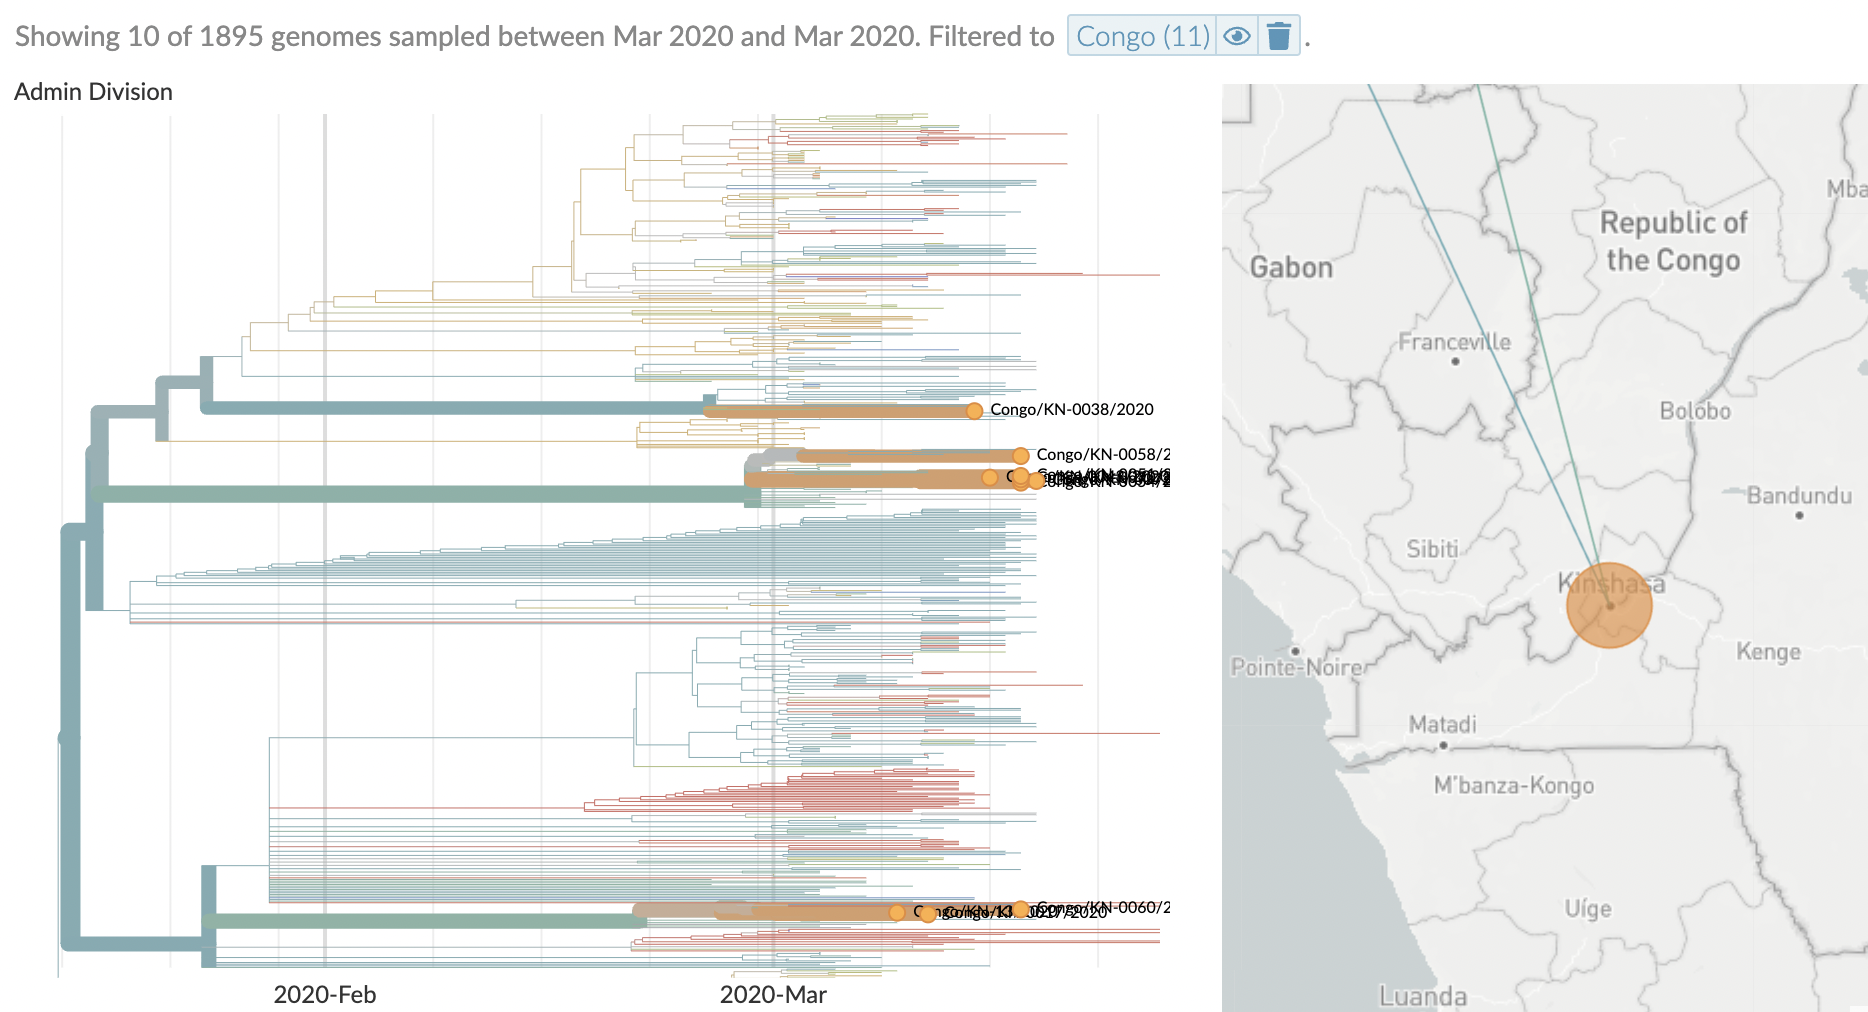 Showing 10 of 1895 genomes sampled between Mar 2020 and Mar 2020. Filtered to Congo (11).
Admin Division
Congo/KN-0038/2020
Congo/KN-0058/2
Congo/KN-0060/2
2020-Feb
2020-Mar
Mba
Republic of
the Congo
Gabon
Franceville
Bolobo
Bandundu
Sibiti
Kinshasa
Kenge
Pointe-Noire
Matadi
M'banza-Kongo
Uíge
Luanda